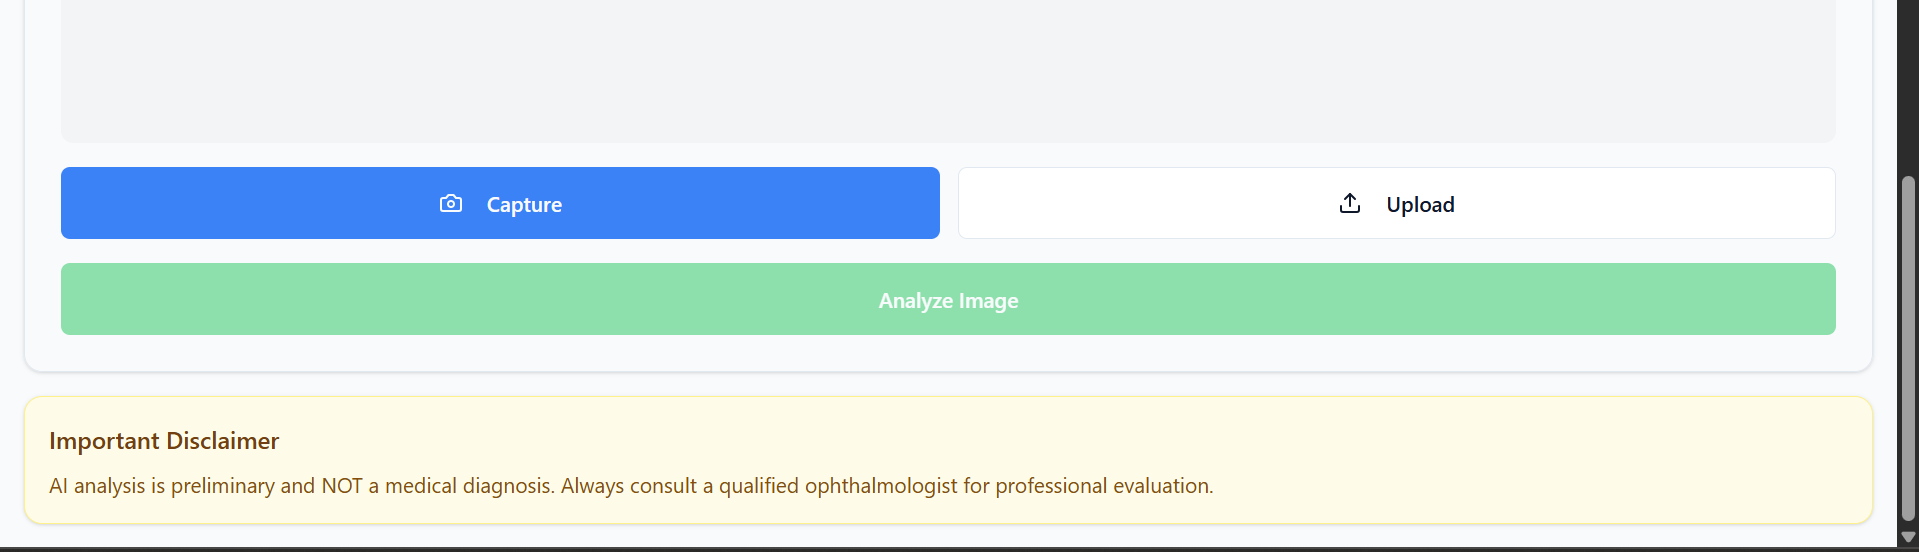 Capture
Upload
Analyze Image
Important Disclaimer
AI analysis is preliminary and NOT a medical diagnosis. Always consult a qualified ophthalmologist for professional evaluation.